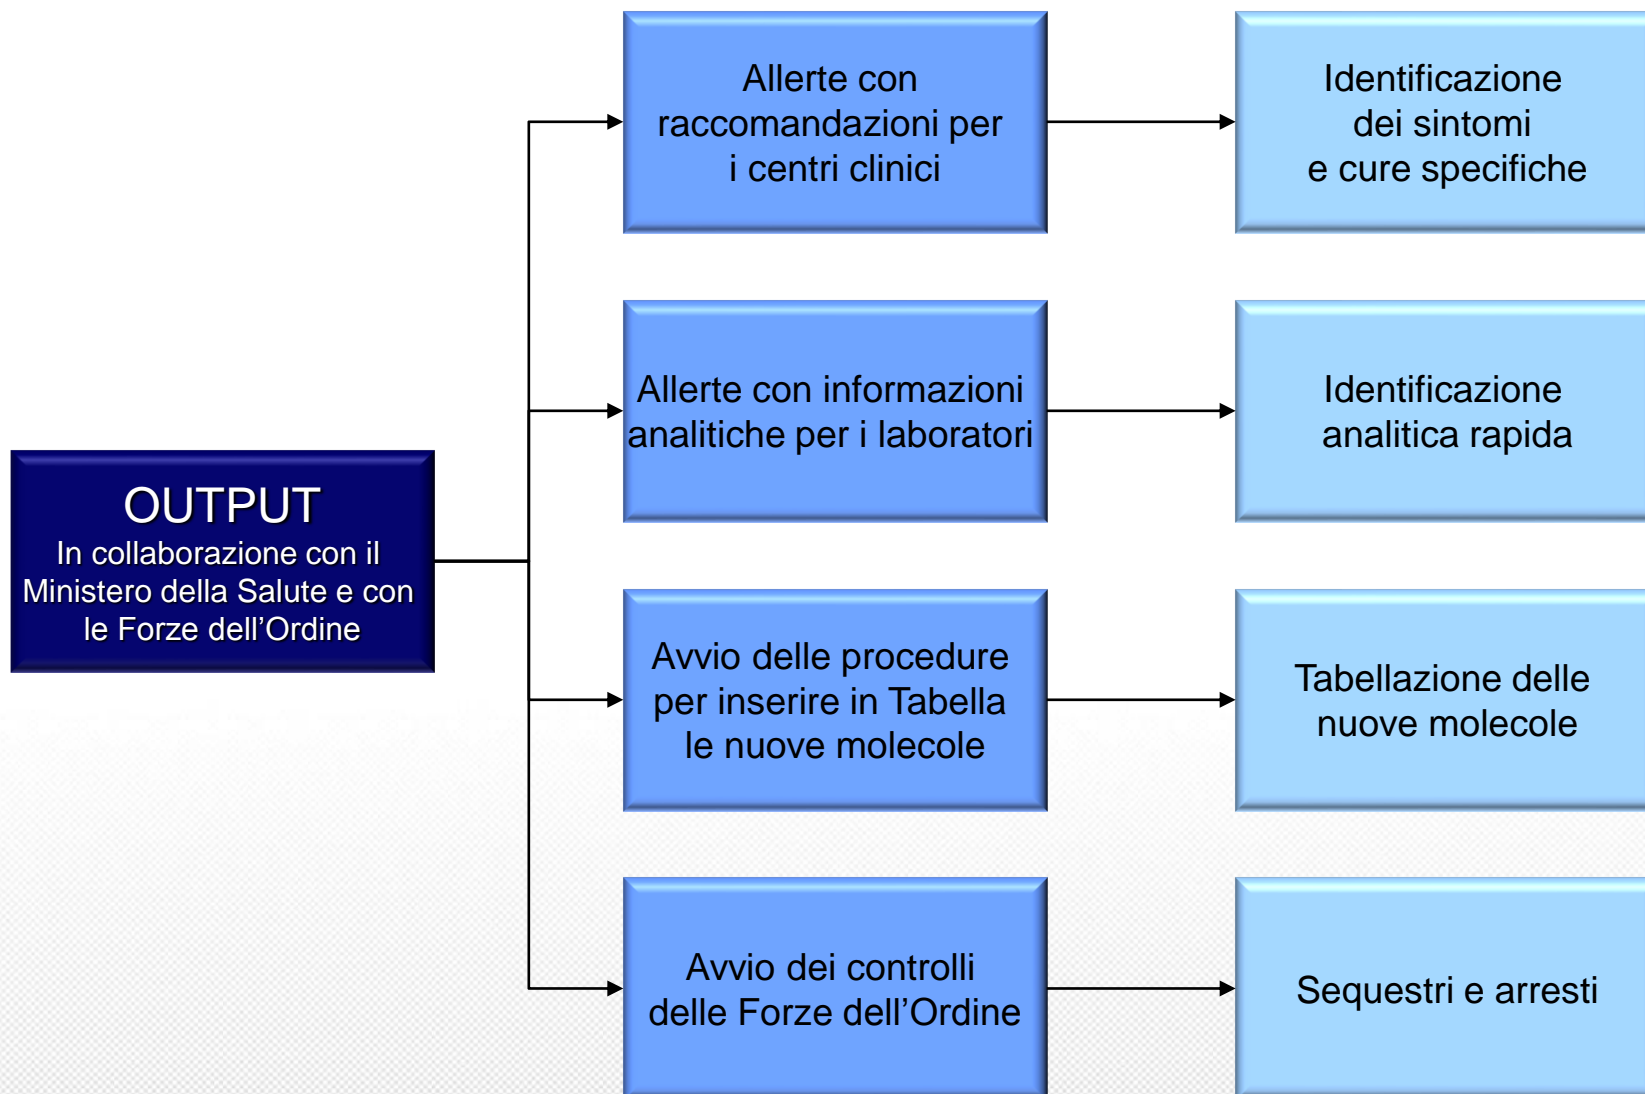 Allerte con
raccomandazioni per
i centri clinici
Identificazione
dei sintomi
e cure specifiche
Allerte con informazioni
analitiche per i laboratori
Identificazione
analitica rapida
OUTPUT
In collaborazione con il
Ministero della Salute e con
le Forze dell’Ordine
Avvio delle procedure
per inserire in Tabella
le nuove molecole
Tabellazione delle
nuove molecole
Avvio dei controlli
delle Forze dell’Ordine
Sequestri e arresti